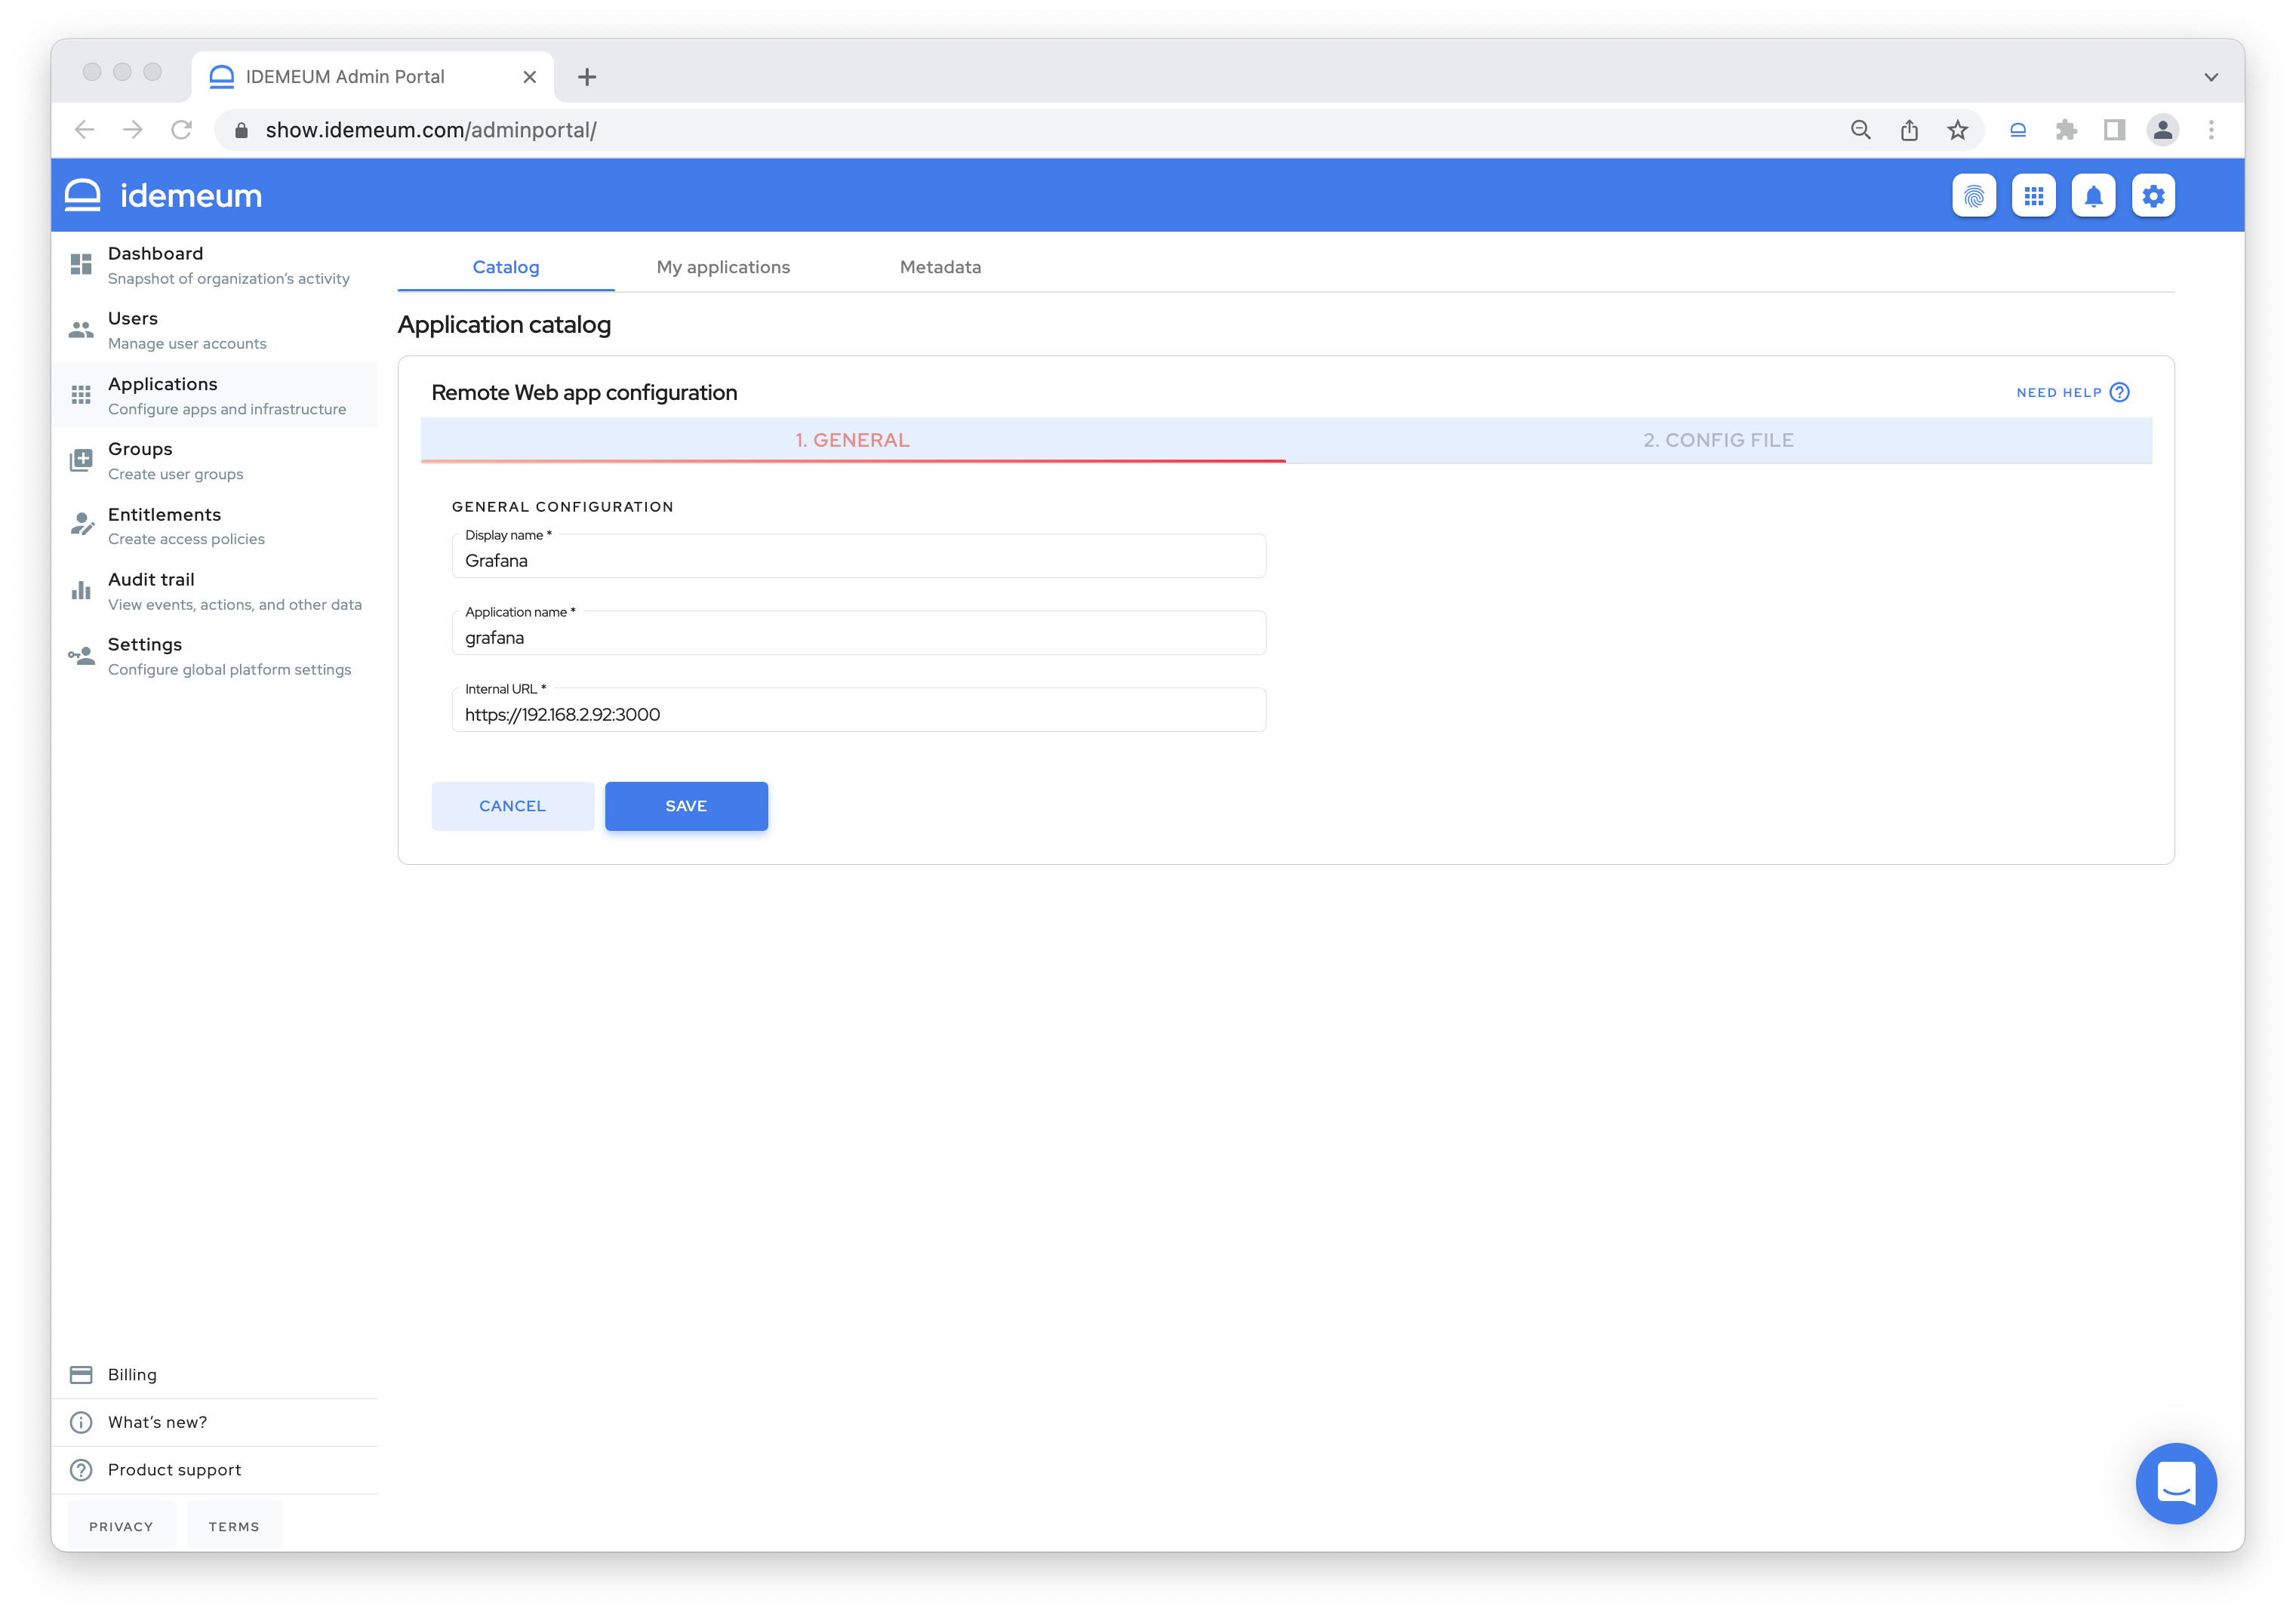 IDEMEUM Admin Portal
show.idemeum.com/adminportal/
idemeum
Dashboard
Snapshot of organization's activity
Users
Manage user accounts
Applications
Configure apps and infrastructure
Groups
Create user groups
Entitlements
Create access policies
Audit trail
View events, actions, and other data
Settings
Configure global platform settings
Catalog My applications Metadata
Application catalog
Remote Web app configuration
NEED HELP
1. GENERAL 2. CONFIG FILE
GENERAL CONFIGURATION
Display name *
Grafana
Application name *
grafana
Internal URL *
https://192.168.2.92:3000
CANCEL SAVE
Billing
What's new?
Product support
PRIVACY TERMS